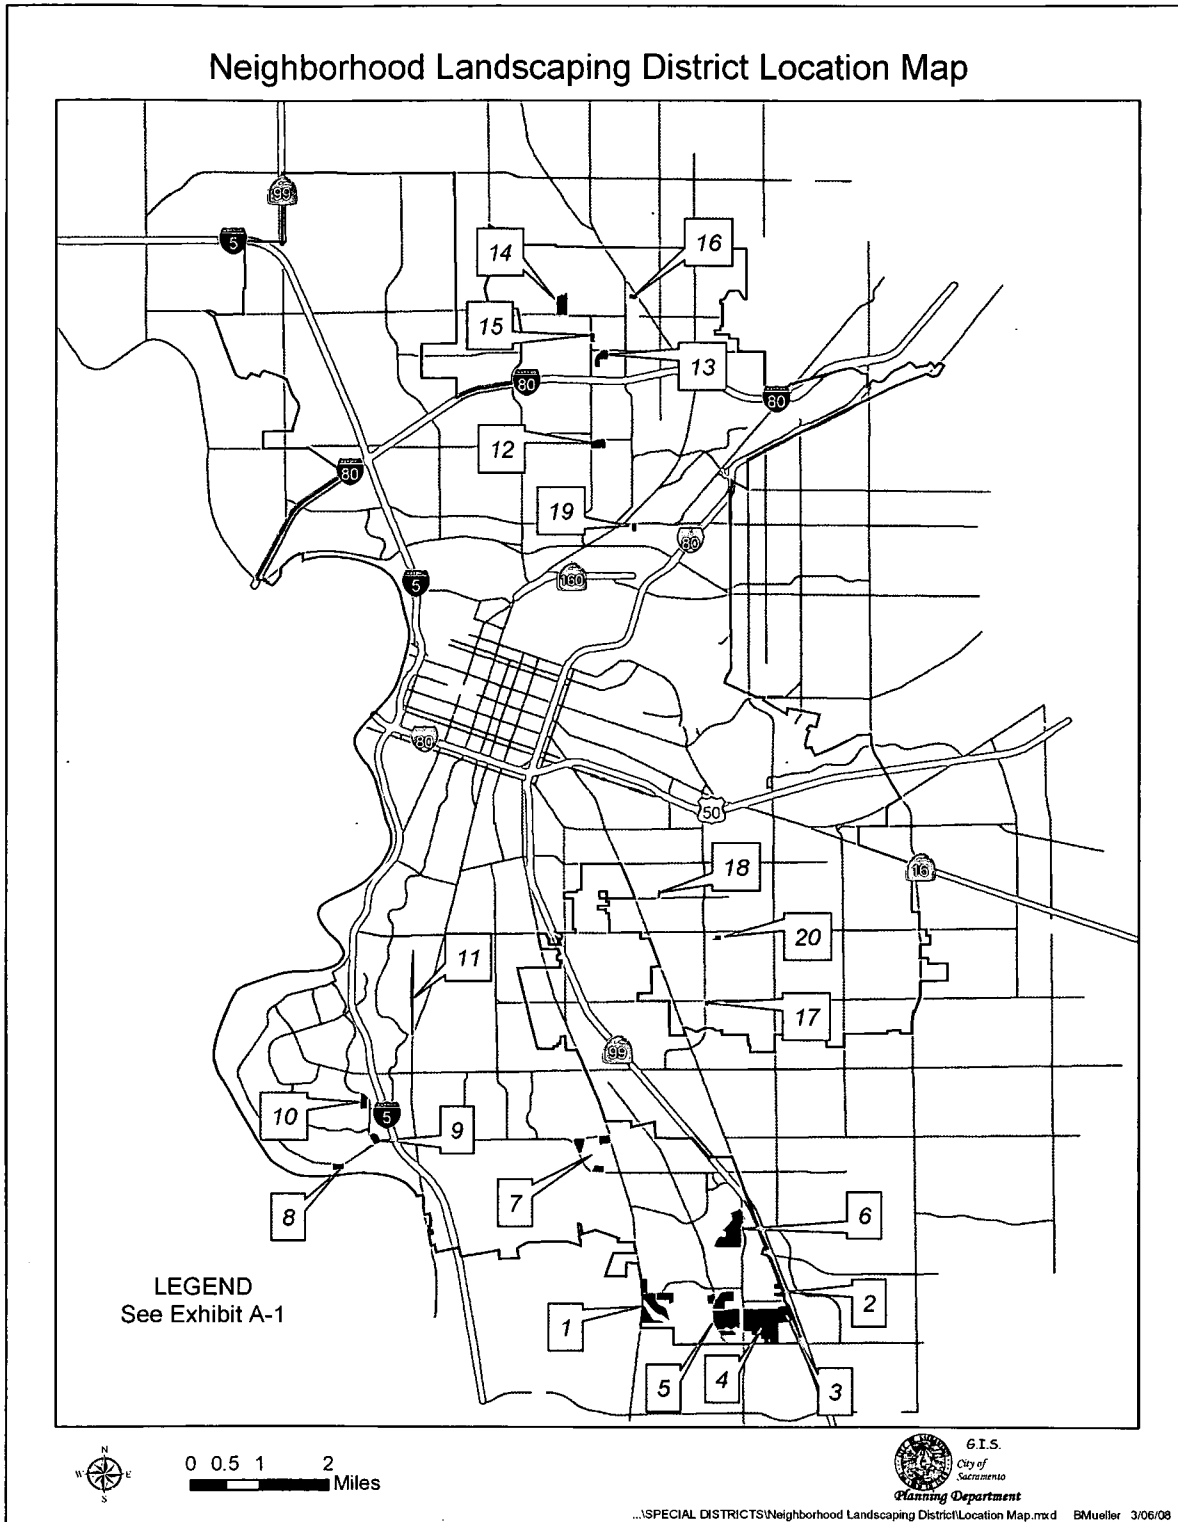 Neighborhood Landscaping District Location Map
99
5
14
16
15
13
80
80
12
80
19
80
5
160
80
50
18
16
20
11
17
99
10
5
9
7
8
6
LEGEND
See Exhibit A-1
1
2
5
4
3
N
W
E
S
0 0.5 1 2
Miles
G.I.S.
City of
Sacramento
Planning Department
...\SPECIAL DISTRICTS\Neighborhood Landscaping District\Location Map.mxd BMueller 3/06/08